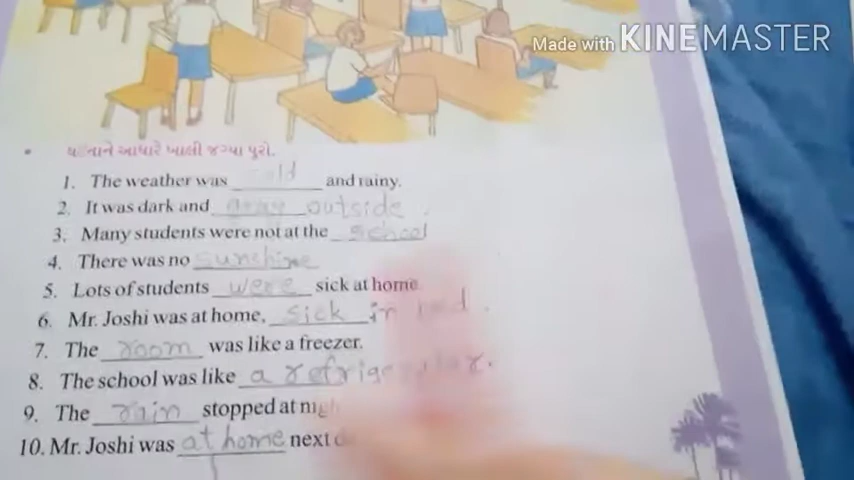 Made with KINEMASTER
આધારે ખાલી જગ્યા પુરો.
1. The weather was cold and rainy.
2. It was dark and gray outside.
3. Many students were not at the school
4. There was no sunshine
5. Lots of students were sick at home
6. Mr. Joshi was at home, sick in bed.
7. The room was like a freezer.
8. The school was like a refrigerator.
9. The rain stopped at
10. Mr. Joshi was at home next